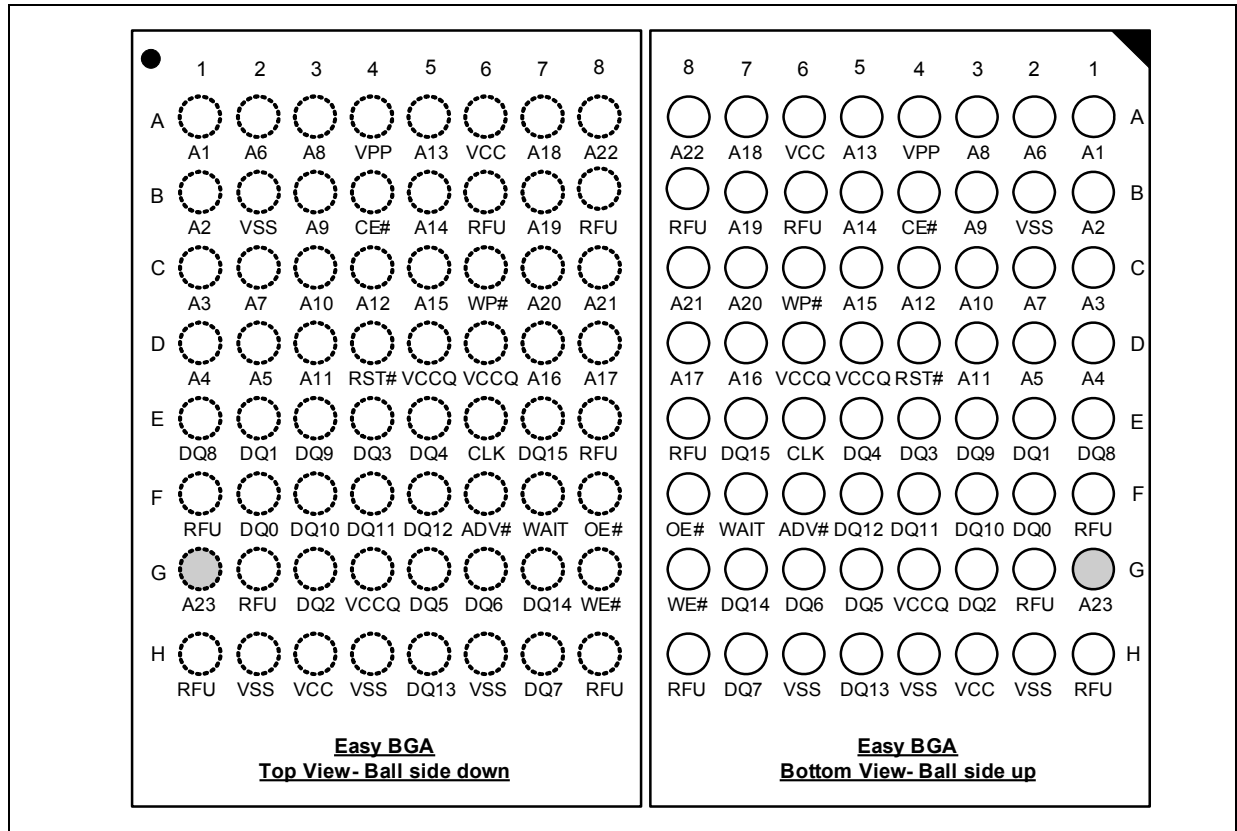 1 2 3 4 5 6 7 8
A
A1 A6 A8 VPP A13 VCC A18 A22
B
A2 VSS A9 CE# A14 RFU A19 RFU
C
A3 A7 A10 A12 A15 WP# A20 A21
D
A4 A5 A11 RST# VCCQ VCCQ A16 A17
E
DQ8 DQ1 DQ9 DQ3 DQ4 CLK DQ15 RFU
F
RFU DQ0 DQ10 DQ11 DQ12 ADV# WAIT OE#
G
A23 RFU DQ2 VCCQ DQ5 DQ6 DQ14 WE#
H
RFU VSS VCC VSS DQ13 VSS DQ7 RFU
Easy BGA
Top View- Ball side down
8 7 6 5 4 3 2 1
A
A22 A18 VCC A13 VPP A8 A6 A1
B
RFU A19 RFU A14 CE# A9 VSS A2
C
A21 A20 WP# A15 A12 A10 A7 A3
D
A17 A16 VCCQ VCCQ RST# A11 A5 A4
E
RFU DQ15 CLK DQ4 DQ3 DQ9 DQ1 DQ8
F
OE# WAIT ADV# DQ12 DQ11 DQ10 DQ0 RFU
G
WE# DQ14 DQ6 DQ5 VCCQ DQ2 RFU A23
H
RFU DQ7 VSS DQ13 VSS VCC VSS RFU
Easy BGA
Bottom View- Ball side up